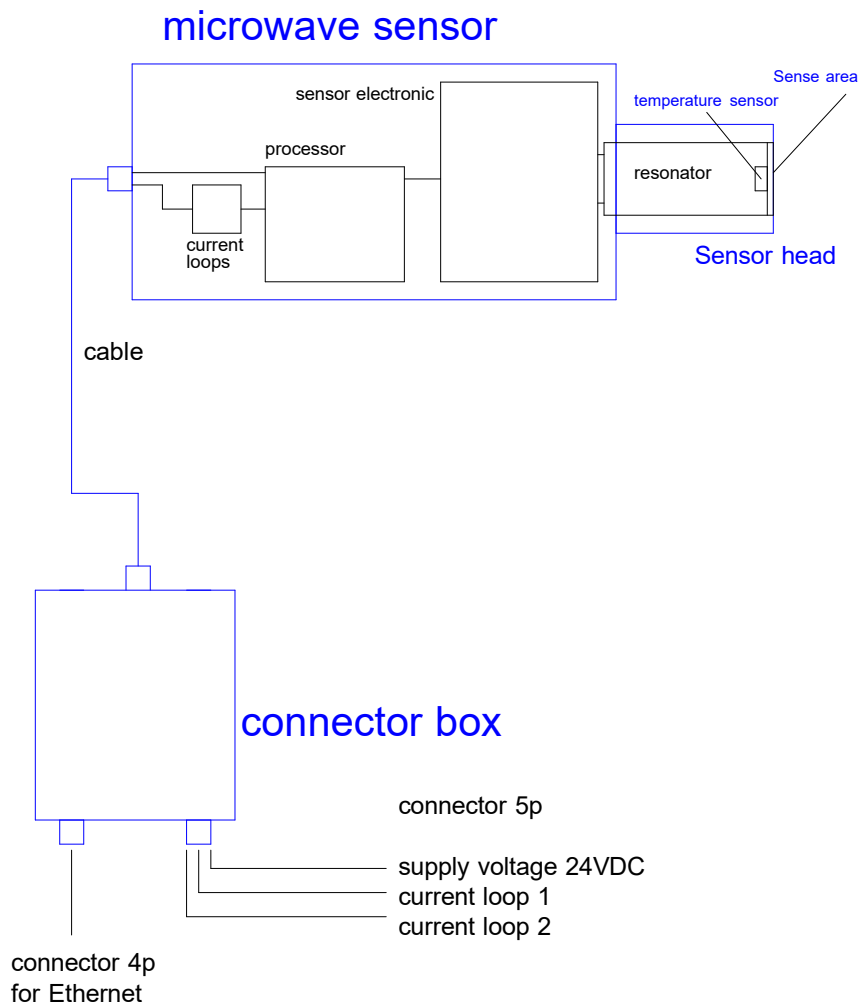 microwave sensor
Sense area
sensor electronic
temperature sensor
processor
resonator
current
loops
Sensor head
cable
connector box
connector 5p
supply voltage 24VDC
current loop 1
current loop 2
connector 4p
for Ethernet